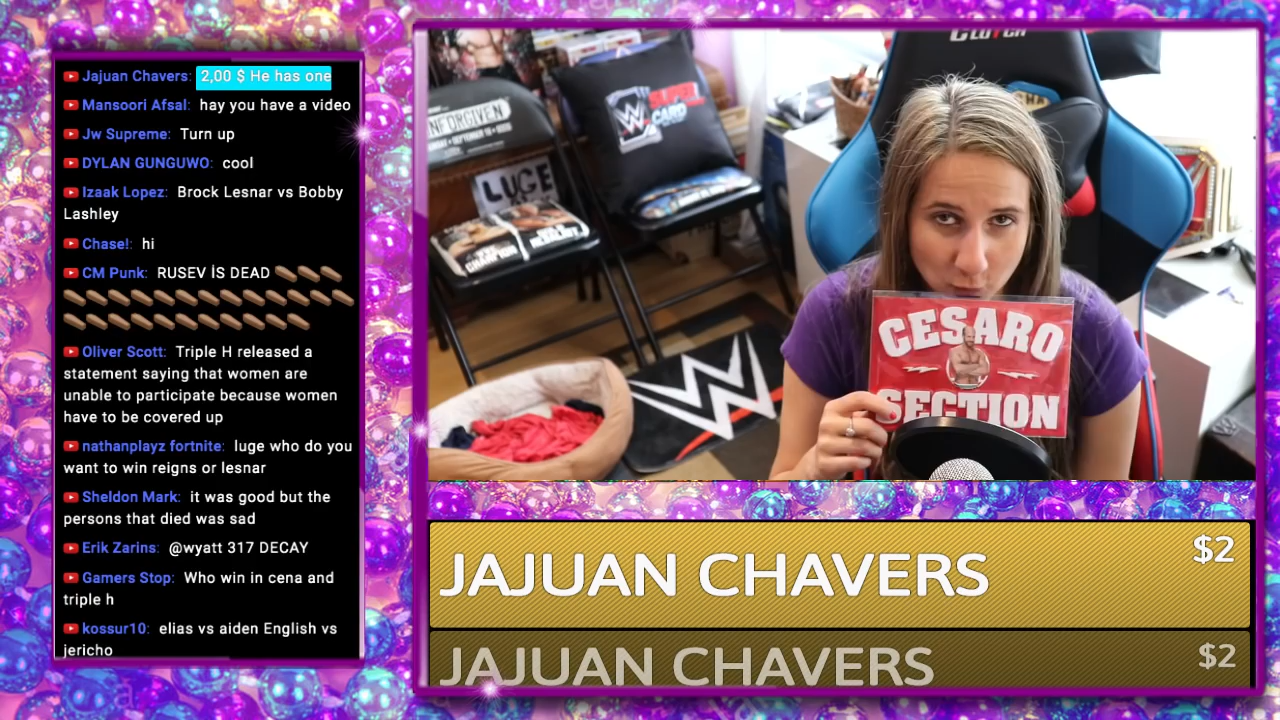 Jajuan Chavers: 2,00 $ He has one
Mansoori Afsal: hay you have a video
Jw Supreme: Turn up
DYLAN GUNGUWO: cool
Izaak Lopez: Brock Lesnar vs Bobby
Lashley
Chase!: hi
CM Punk: RUSEV İS DEAD
Oliver Scott: Triple H released a
statement saying that women are
unable to participate because women
have to be covered up
nathanplayz fortnite: luge who do you
want to win reigns or lesnar
Sheldon Mark: it was good but the
persons that died was sad
Erik Zarins: @wyatt 317 DECAY
Gamers Stop: Who win in cena and
triple h
kossur10: elias vs aiden English vs
jericho
CLUTCH
UNFORGIVEN
SUPER
CARD
LUGE
CHAMPION
CESARO
SECTION
JAJUAN CHAVERS
$2
JAJUAN CHAVERS
$2